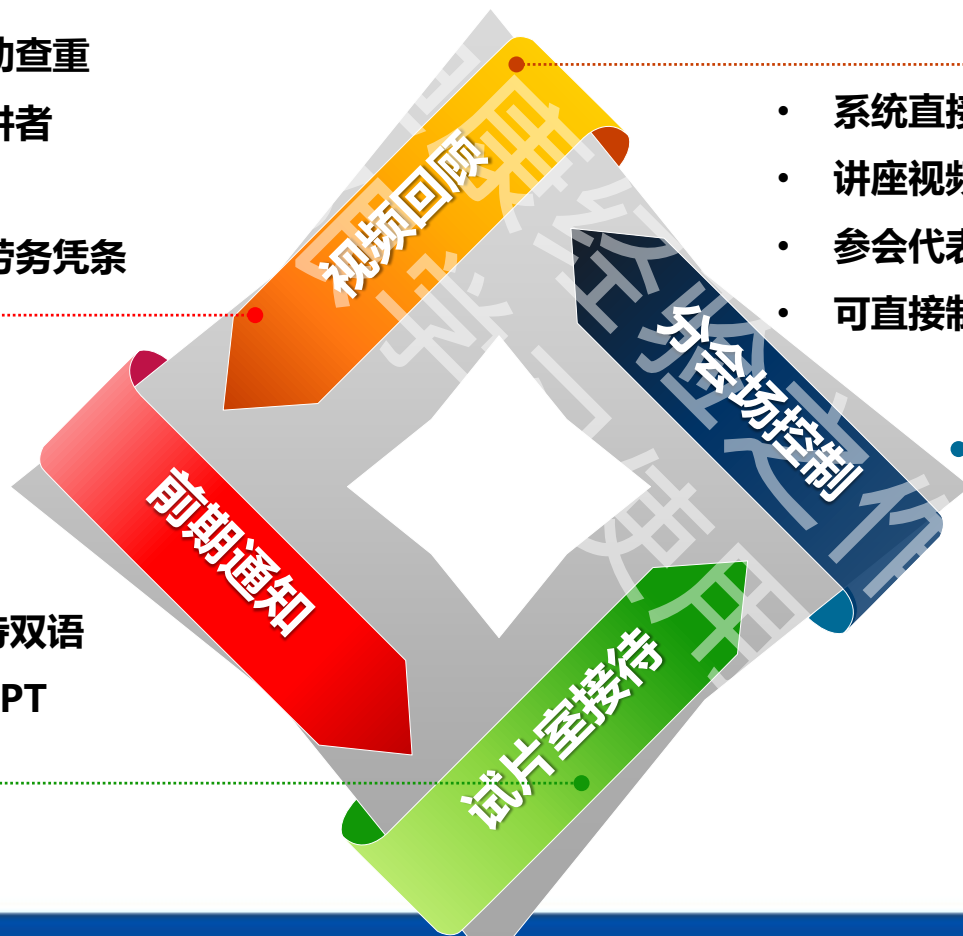 动查重
讲者
劳务凭条
系统直接
讲座视频
参会代表
可直接制
视频回顾
分会场控制
前期通知
试片室接待
持双语
PPT